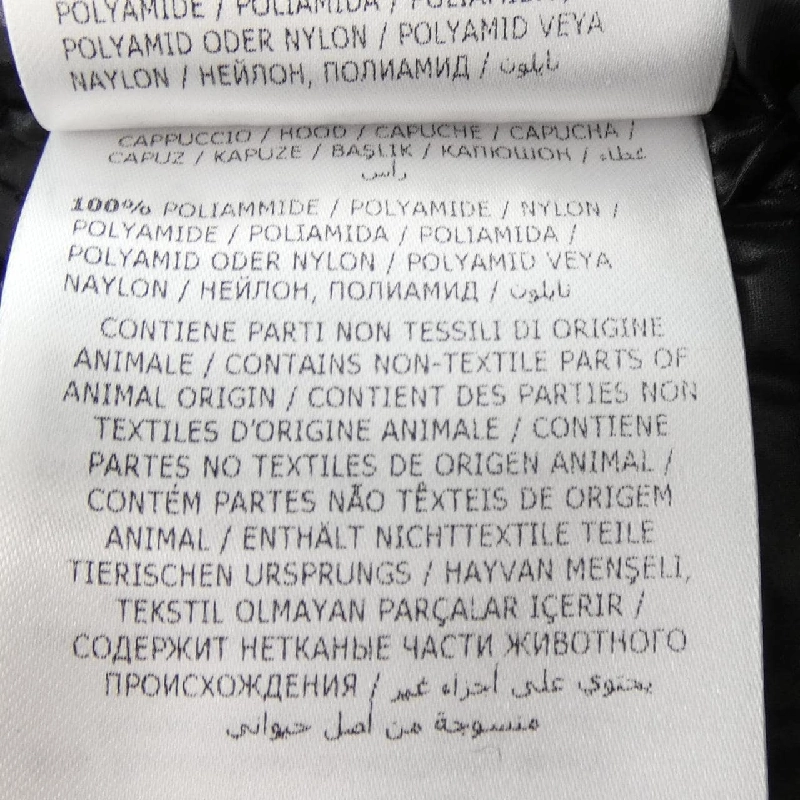 POLYAMIDE / POLIAMIDA / POLIAMIDA,
POLYAMID ODER NYLON / POLYAMID VEYA
NAYLON / НЕЙЛОН, ПОЛИАМИД / نايلون
CAPPUCCIO / HOOD / CAPUCHE / CAPUCHA /
CAPUZ / KAPUZE / BAŞLIK / КАПЮШОН / غطاء
رأس
100% POLIAMMIDE / POLYAMIDE / NYLON /
POLYAMIDE / POLIAMIDA / POLIAMIDA /
POLYAMID ODER NYLON / POLYAMID VEYA
NAYLON / НЕЙЛОН, ПОЛИАМИД / نايلون
CONTIENE PARTI NON TESSILI DI ORIGINE
ANIMALE / CONTAINS NON-TEXTILE PARTS OF
ANIMAL ORIGIN / CONTIENT DES PARTIES NON
TEXTILES D'ORIGINE ANIMALE / CONTIENE
PARTES NO TEXTILES DE ORIGEN ANIMAL /
CONTÉM PARTES NÃO TÊXTEIS DE ORIGEM
ANIMAL / ENTHÄLT NICHTTEXTILE TEILE
TIERISCHEN URSPRUNGS / HAYVAN MENŞELİ,
TEKSTIL OLMAYAN PARÇALAR IÇERIR /
СОДЕРЖИТ НЕТКАНЫЕ ЧАСТИ ЖИВОТНОГО
ПРОИСХОЖДЕНИЯ / يحتوي على أجزاء غير
منسوجة من أصل حيواني